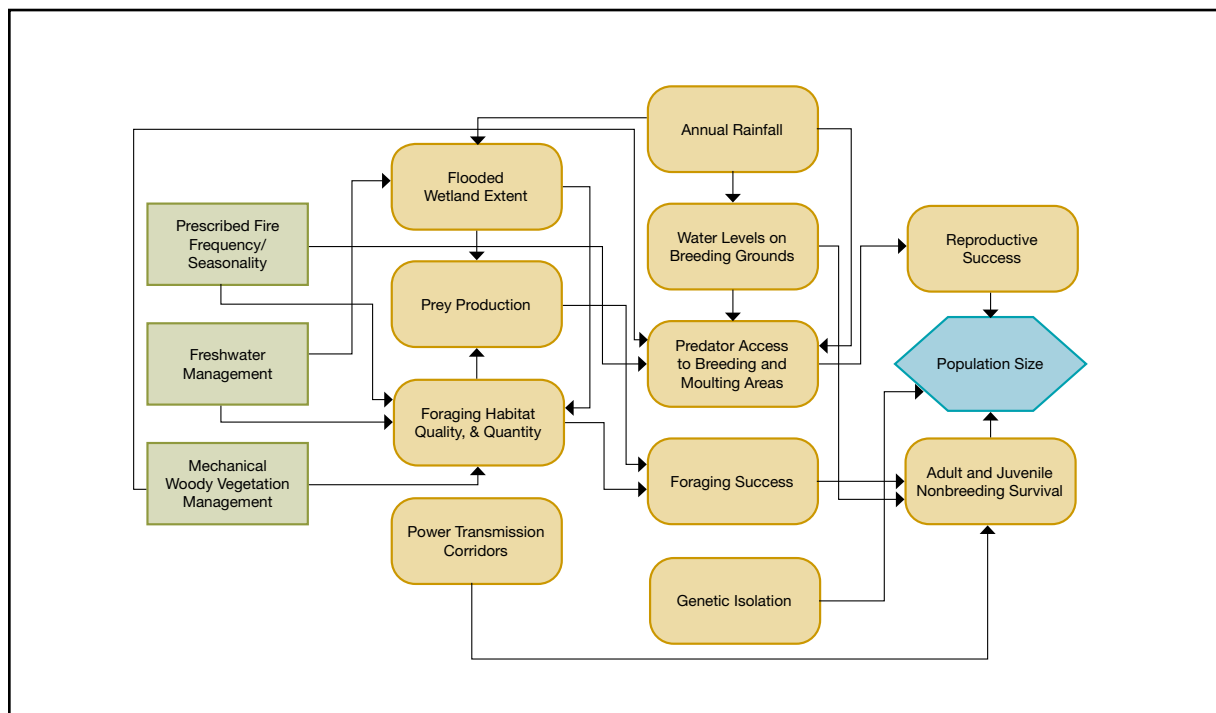 Annual Rainfall
Flooded
Wetland Extent
Prescribed Fire
Frequency/
Seasonality
Water Levels on
Breeding Grounds
Reproductive
Success
Prey Production
Freshwater
Management
Predator Access
to Breeding and
Moulting Areas
Population Size
Foraging Habitat
Quality, & Quantity
Mechanical
Woody Vegetation
Management
Foraging Success
Adult and Juvenile
Nonbreeding Survival
Power Transmission
Corridors
Genetic Isolation